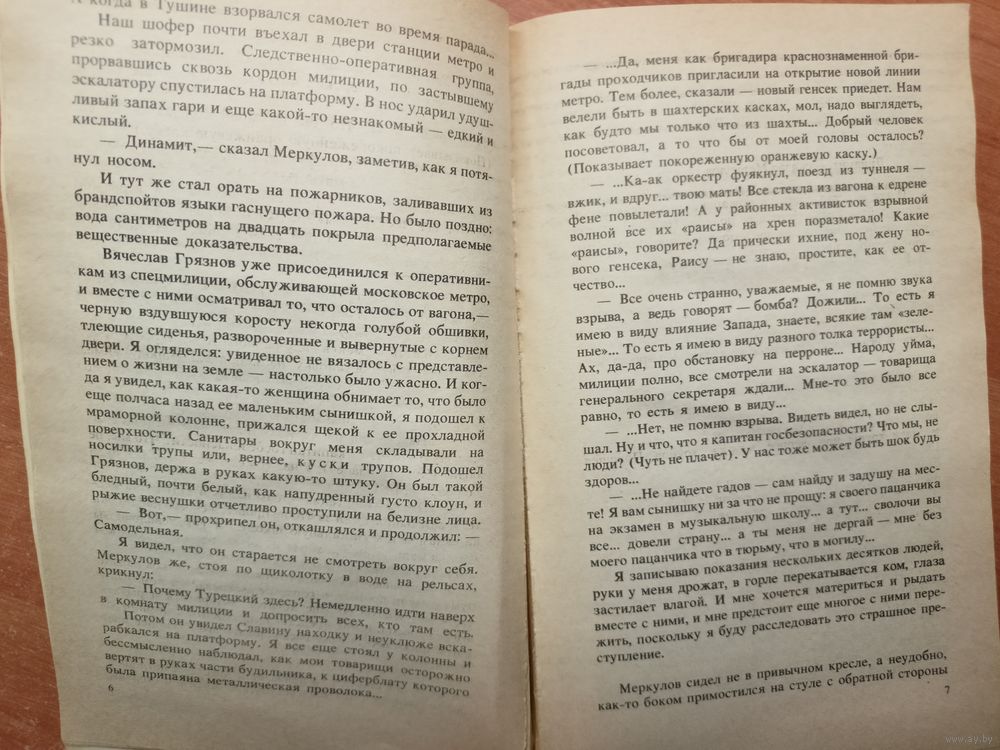 А когда в Тушине взорвался самолет во время парада...
Наш шофер почти въехал в двери станции метро и
резко затормозил. Следственно-оперативная группа,
прорвавшись сквозь кордон милиции, по застывшему
эскалатору спустилась на платформу. В нос ударил удуш-
ливый запах гари и еще какой-то незнакомый — едкий и
кислый.
— Динамит,— сказал Меркулов, заметив, как я потя-
нул носом.
И тут же стал орать на пожарников, заливавших из
брандспойтов языки гаснущего пожара. Но было поздно:
вода сантиметров на двадцать покрыла предполагаемые
вещественные доказательства.
Вячеслав Грязнов уже присоединился к оперативни-
кам из спецмилиции, обслуживающей московское метро,
и вместе с ними осматривал то, что осталось от вагона,—
черную вздувшуюся коросту некогда голубой обшивки,
тлеющие сиденья, развороченные и вывернутые с корнем
двери. Я огляделся: увиденное не вязалось с представле-
нием о жизни на земле — настолько было ужасно. И ког-
да я увидел, как какая-то женщина обнимает то, что было
еще полчаса назад ее маленьким сынишкой, я подошел к
мраморной колонне, прижался щекой к ее прохладной
поверхности. Санитары вокруг меня складывали на
носилки трупы или, вернее, куски трупов. Подошел
Грязнов, держа в руках какую-то штуку. Он был такой
бледный, почти белый, как напудренный густо клоун, и
рыжие веснушки отчетливо проступили на белизне лица.
— Вот,— прохрипел он, откашлялся и продолжил: —
Самодельная.
Я видел, что он старается не смотреть вокруг себя.
Меркулов же, стоя по щиколотку в воде на рельсах,
крикнул:
— Почему Турецкий здесь? Немедленно идти наверх
в комнату милиции и допросить всех, кто там есть.
Потом он увидел Славину находку и неуклюже вска-
рабкался на платформу. Я все еще стоял у колонны и
бессмысленно наблюдал, как мои товарищи осторожно
вертят в руках части будильника, к циферблату которого
была припаяна металлическая проволока...
6
— ...Да, меня как бригадира краснознаменной бри-
гады проходчиков пригласили на открытие новой линии
метро. Тем более, сказали — новый генсек приедет. Нам
велели быть в шахтерских касках, мол, надо выглядеть,
как будто мы только что из шахты... Добрый человек
посоветовал, а то что бы от моей головы осталось?
(Показывает покореженную оранжевую каску.)
— ...Ка-ак оркестр фуякнул, поезд из туннеля —
вжик, и вдруг... твою мать! Все стекла из вагона к едрене
фене повылетали! А у районных активисток взрывной
волной все их «раисы» на хрен поразметало! Какие
«раисы», говорите? Да прически ихние, под жену но-
вого генсека, Раису — не знаю, простите, как ее от-
чество...
— Все очень странно, уважаемые, я не помню звука
взрыва, а ведь говорят — бомба? Дожили... То есть я
имею в виду влияние Запада, знаете, всякие там «зеле-
ные»... То есть я имею в виду разного толка террористы...
Ах, да-да, про обстановку на перроне... Народу уйма,
милиции полно, все смотрели на эскалатор — товарища
генерального секретаря ждали... Мне-то это было все
равно, то есть я имею в виду...
— ...Нет, не помню взрыва. Видеть видел, но не слы-
шал. Ну и что, что я капитан госбезопасности? Что мы, не
люди? (Чуть не плачет). У нас тоже может быть шок будь
здоров...
— ...Не найдете гадов — сам найду и задушу на мес-
те! Я вам сынишку ни за что не прощу: я своего пацанчика
на экзамен в музыкальную школу... а тут... сволочи вы
все... довели страну... а ты меня не дергай — мне без
моего пацанчика что в тюрьму, что в могилу...
Я записываю показания нескольких десятков людей,
руки у меня дрожат, в горле перекатывается ком, глаза
застилает влагой. И мне хочется материться и рыдать
вместе с ними, и мне предстоит еще многое с ними пере-
жить, поскольку я буду расследовать это страшное пре-
ступление.
Меркулов сидел не в привычном кресле, а неудобно,
как-то боком примостился на стуле с обратной стороны
7
www.ay.by